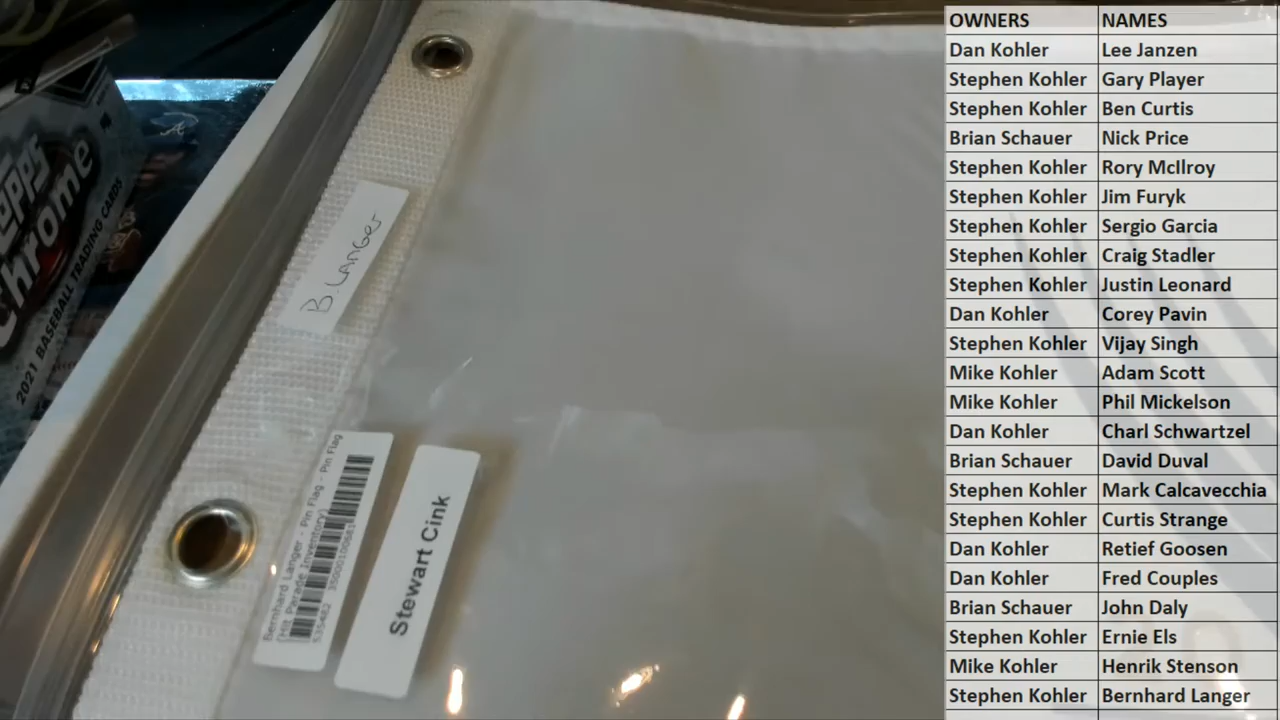 Topps
Chrome
2021 BASEBALL TRADING CARDS
B. Langer
Bernhard Langer - Pin Flag - Pin Flag
(Hit Parade Inventory)
Stewart Cink
OWNERS NAMES
Dan Kohler Lee Janzen
Stephen Kohler Gary Player
Stephen Kohler Ben Curtis
Brian Schauer Nick Price
Stephen Kohler Rory McIlroy
Stephen Kohler Jim Furyk
Stephen Kohler Sergio Garcia
Stephen Kohler Craig Stadler
Stephen Kohler Justin Leonard
Dan Kohler Corey Pavin
Stephen Kohler Vijay Singh
Mike Kohler Adam Scott
Mike Kohler Phil Mickelson
Dan Kohler Charl Schwartzel
Brian Schauer David Duval
Stephen Kohler Mark Calcavecchia
Stephen Kohler Curtis Strange
Dan Kohler Retief Goosen
Dan Kohler Fred Couples
Brian Schauer John Daly
Stephen Kohler Ernie Els
Mike Kohler Henrik Stenson
Stephen Kohler Bernhard Langer